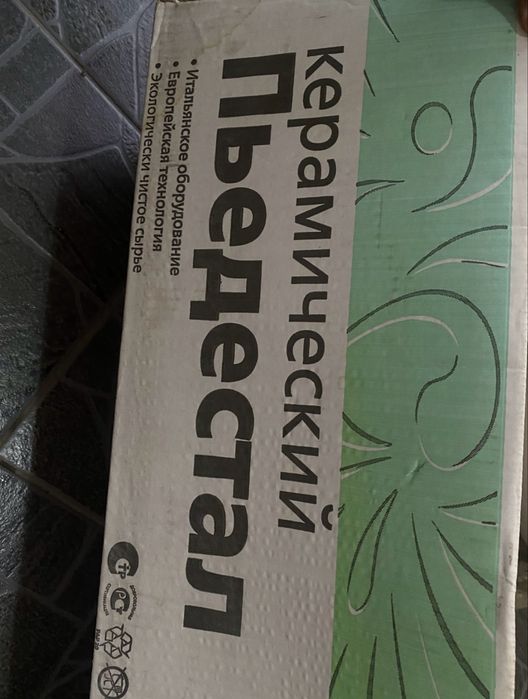 керамический
Пьедестал
• Итальянское оборудование
• Европейская технология
• Экологически чистое сырье